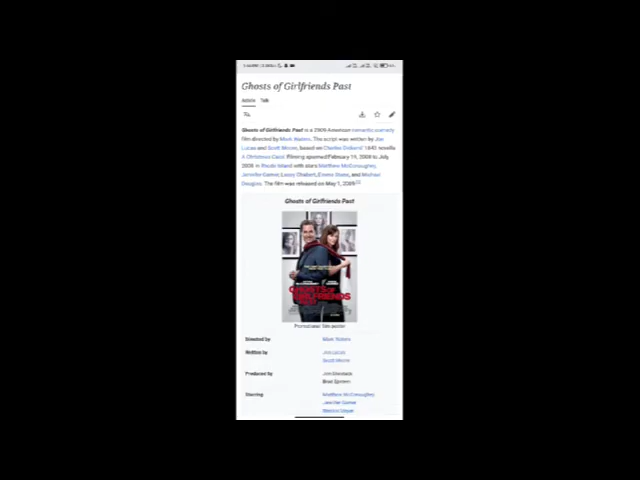 Ghosts of Girlfriends Past
Article Talk
Ghosts of Girlfriends Past is a 2009 American romantic comedy
film directed by Mark Waters. The script was written by Jon
Lucas and Scott Moore, based on Charles Dickens' 1843 novella
A Christmas Carol. Filming spanned February 19, 2008 to July
2008 in Rhode Island with stars Matthew McConaughey,
Jennifer Garner, Lacey Chabert, Emma Stone, and Michael
Douglas. The film was released on May 1, 2009.
Ghosts of Girlfriends Past
GHOSTS OF
GIRLFRIENDS
PAST
Promotional film poster
Directed by Mark Waters
Written by Jon Lucas
Scott Moore
Produced by Jon Shestack
Brad Epstein
Starring Matthew McConaughey
Jennifer Garner